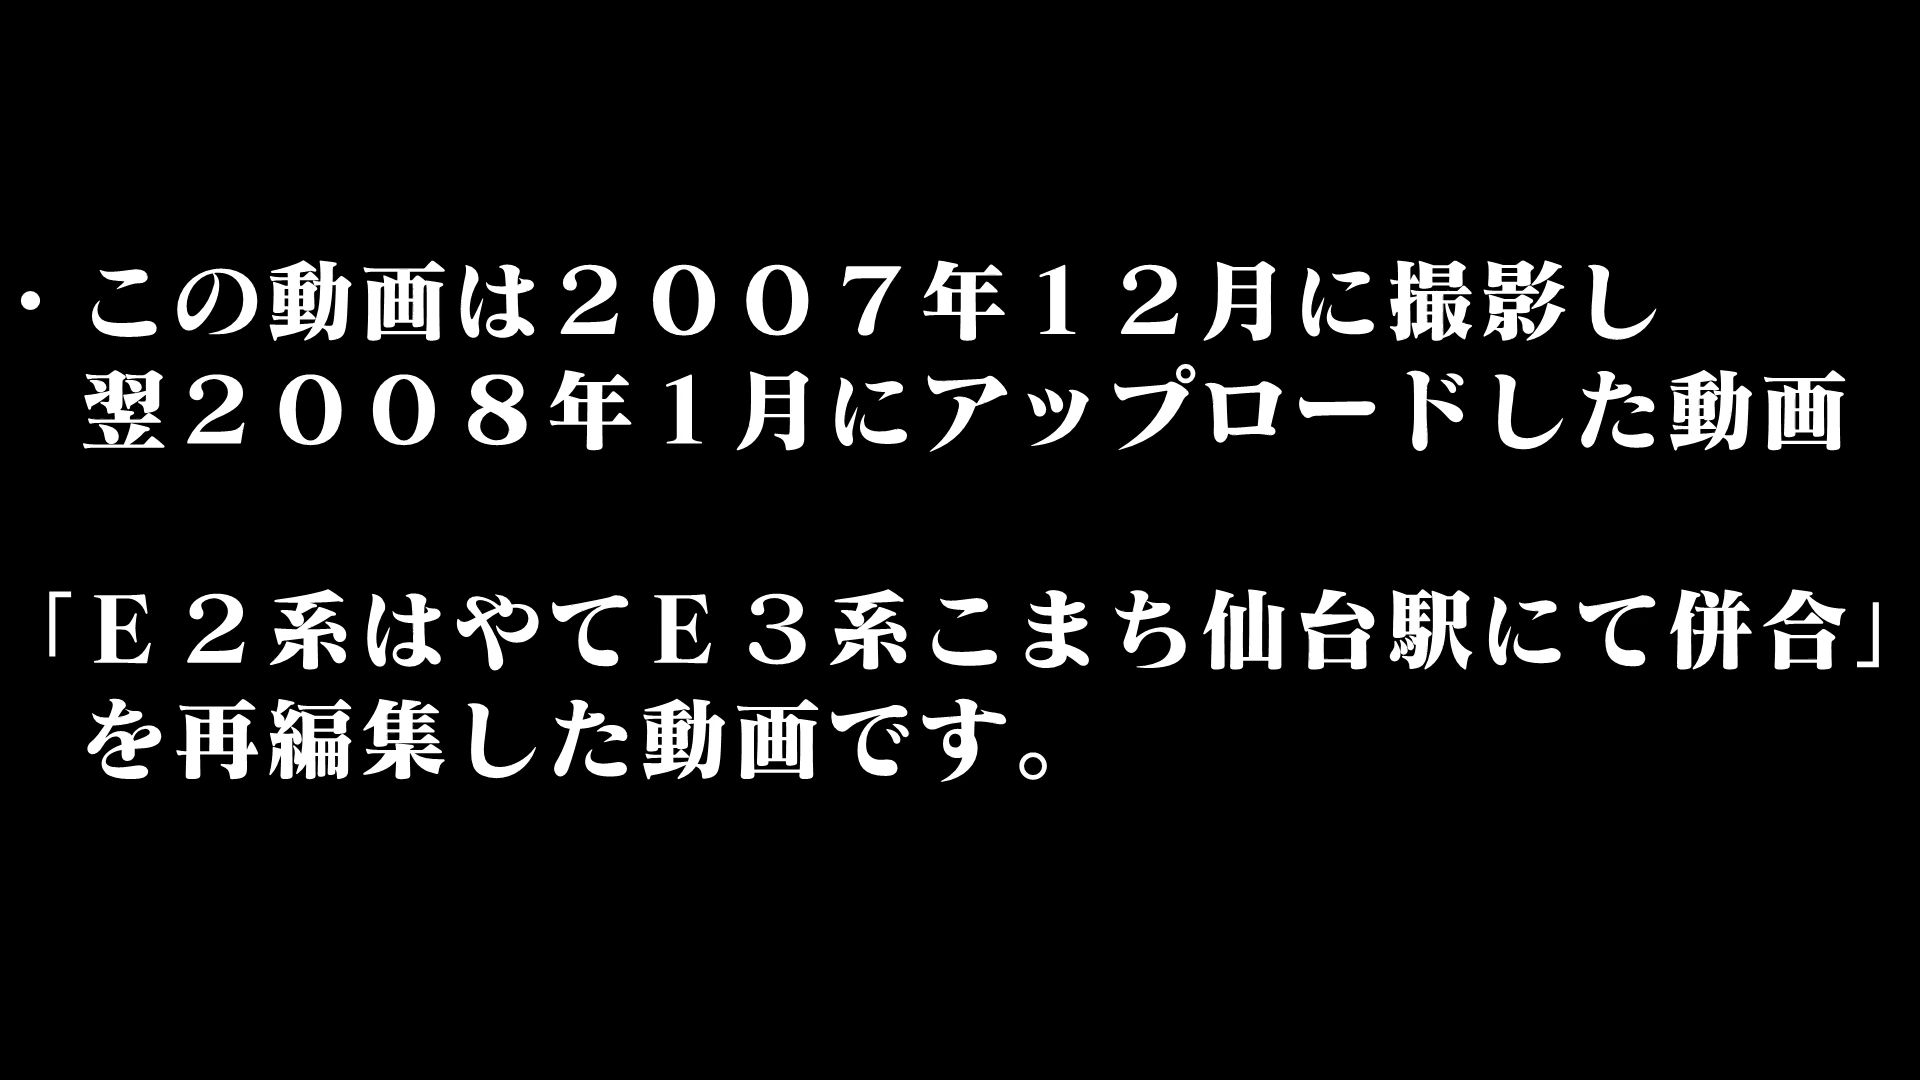 ・この動画は２００７年１２月に撮影し
翌２００８年１月にアップロードした動画
「Ｅ２系はやてＥ３系こまち仙台駅にて併合」
を再編集した動画です。